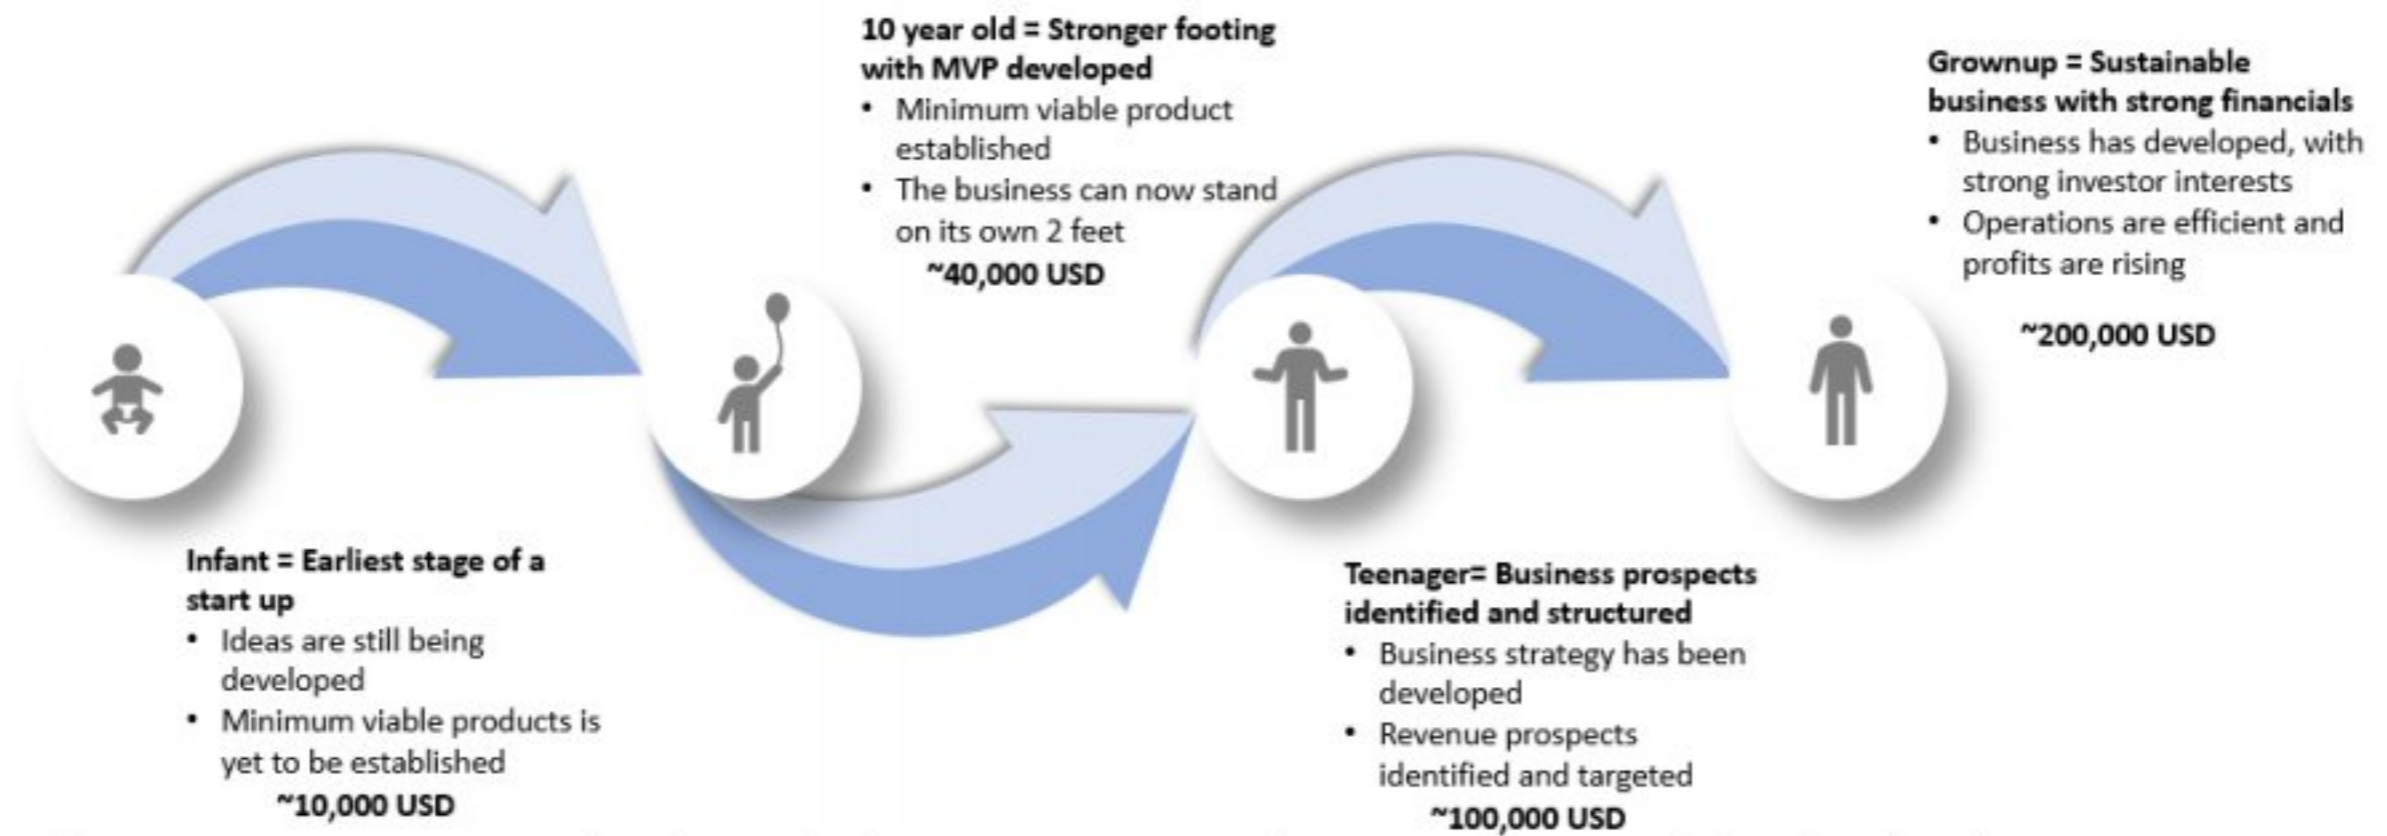 Infant = Earliest stage of a
start up
• Ideas are still being
developed
• Minimum viable products is
yet to be established
~10,000 USD
10 year old = Stronger footing
with MVP developed
• Minimum viable product
established
• The business can now stand
on its own 2 feet
~40,000 USD
Teenager= Business prospects
identified and structured
• Business strategy has been
developed
• Revenue prospects
identified and targeted
~100,000 USD
Grownup = Sustainable
business with strong financials
• Business has developed, with
strong investor interests
• Operations are efficient and
profits are rising
~200,000 USD